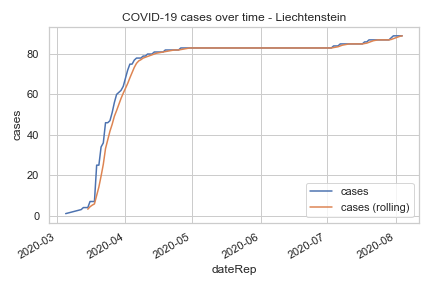 COVID-19 cases over time - Liechtenstein
cases
80
60
40
20
0
cases
cases (rolling)
2020-03
2020-04
2020-05
2020-06
2020-07
2020-08
dateRep